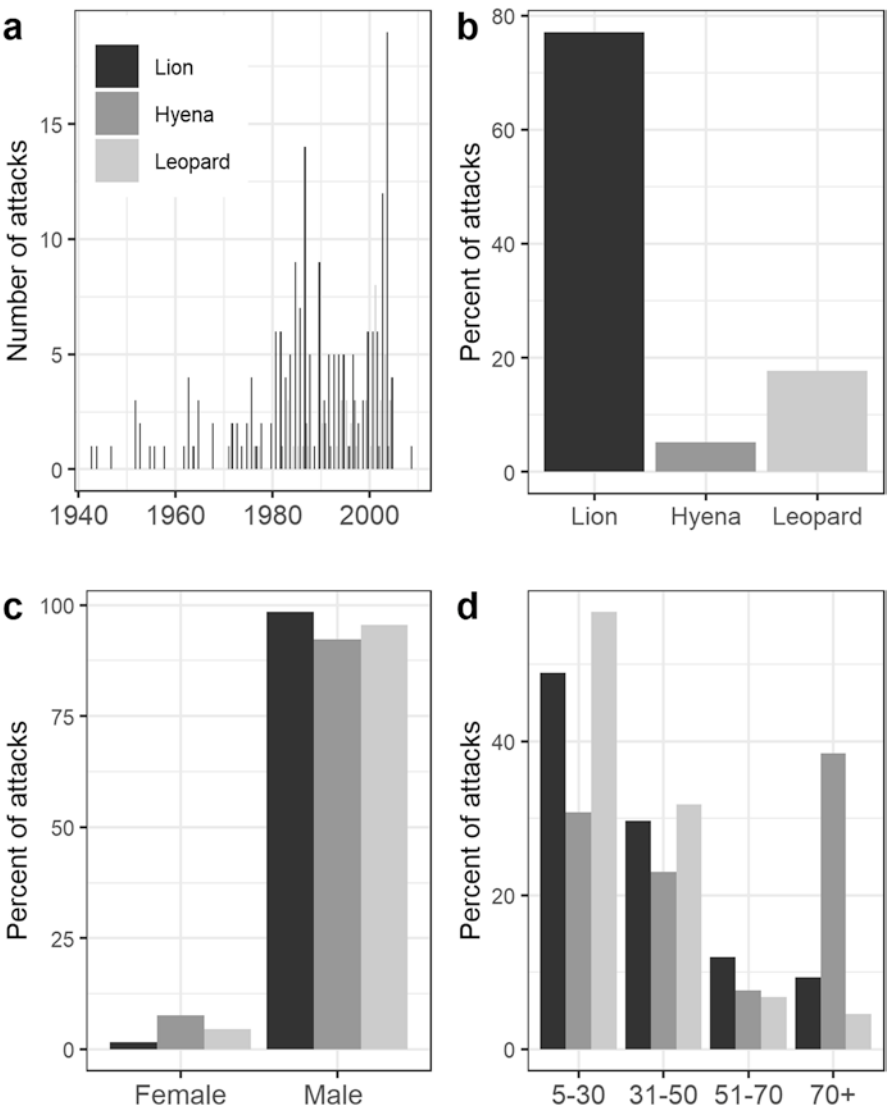 a
Lion
Hyena
Leopard
Number of attacks
15
10
5
0
1940 1960 1980 2000
b
Percent of attacks
80
60
40
20
0
Lion Hyena Leopard
c
Percent of attacks
100
75
50
25
0
Female Male
d
Percent of attacks
40
20
0
5-30 31-50 51-70 70+